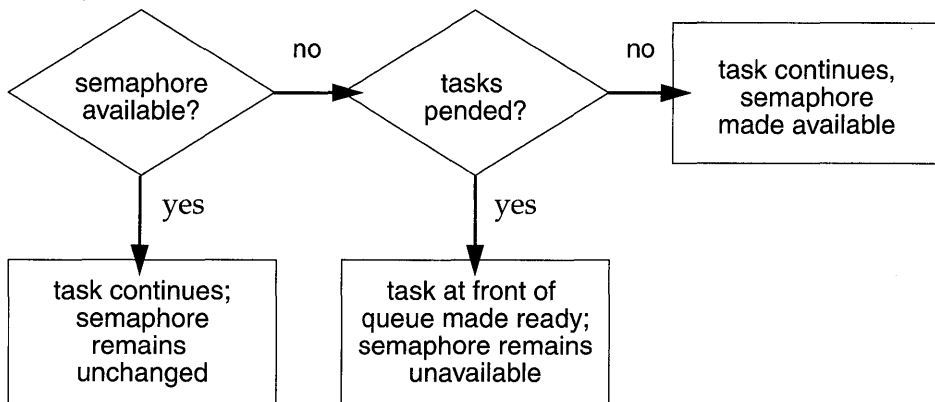 semaphore
available?
no
tasks
pended?
no
task continues,
semaphore
made available
yes
yes
task continues;
semaphore
remains
unchanged
task at front of
queue made ready;
semaphore remains
unavailable